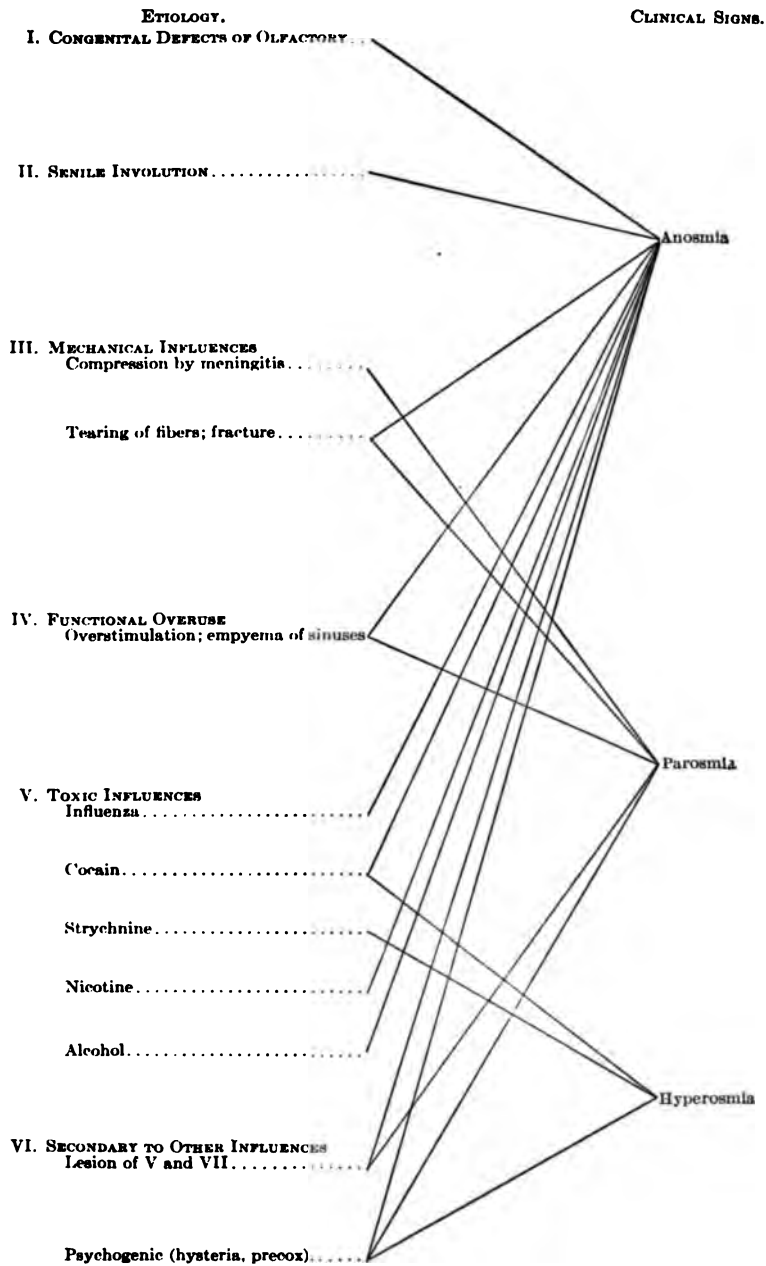 Etiology.
Clinical Signs.
I. Congenital Defects of Olfactory...
II. Senile Involution................
Anosmia
III. Mechanical Influences
Compression by meningitis..........
Tearing of fibers; fracture...........
IV. Functional Overuse
Overstimulation; empyema of sinuses
Parosmia
V. Toxic Influences
Influenza.........................
Cocain...........................
Strychnine.......................
Nicotine..........................
Alcohol...........................
Hyperosmia
VI. Secondary to Other Influences
Lesion of V and VII................
Psychogenic (hysteria, precox)......